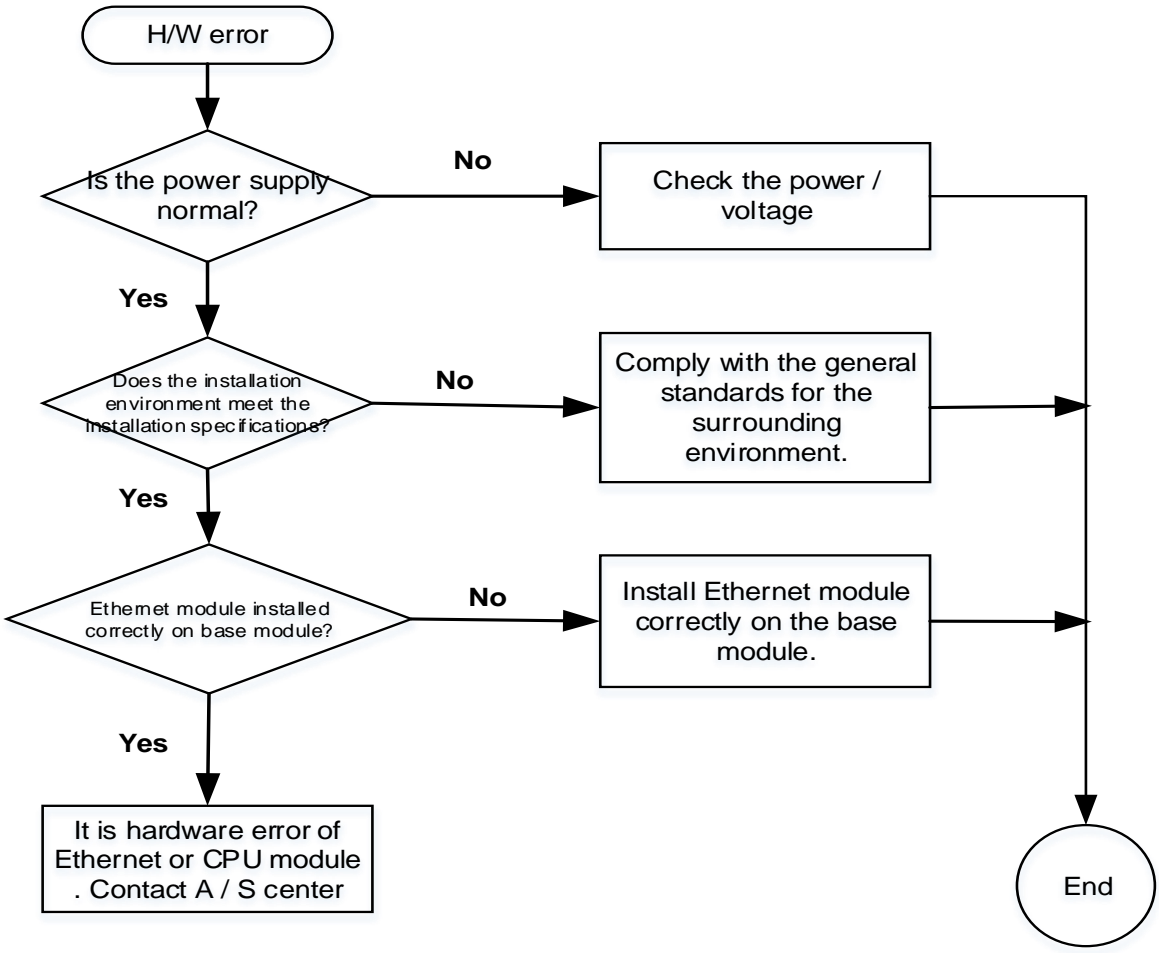 H/W error
Is the power supply
normal?
No
Check the power /
voltage
Yes
Does the installation
environment meet the
installation specifications?
No
Comply with the general
standards for the
surrounding
environment.
Yes
Ethernet module installed
correctly on base module?
No
Install Ethernet module
correctly on the base
module.
Yes
It is hardware error of
Ethernet or CPU module
. Contact A / S center
End